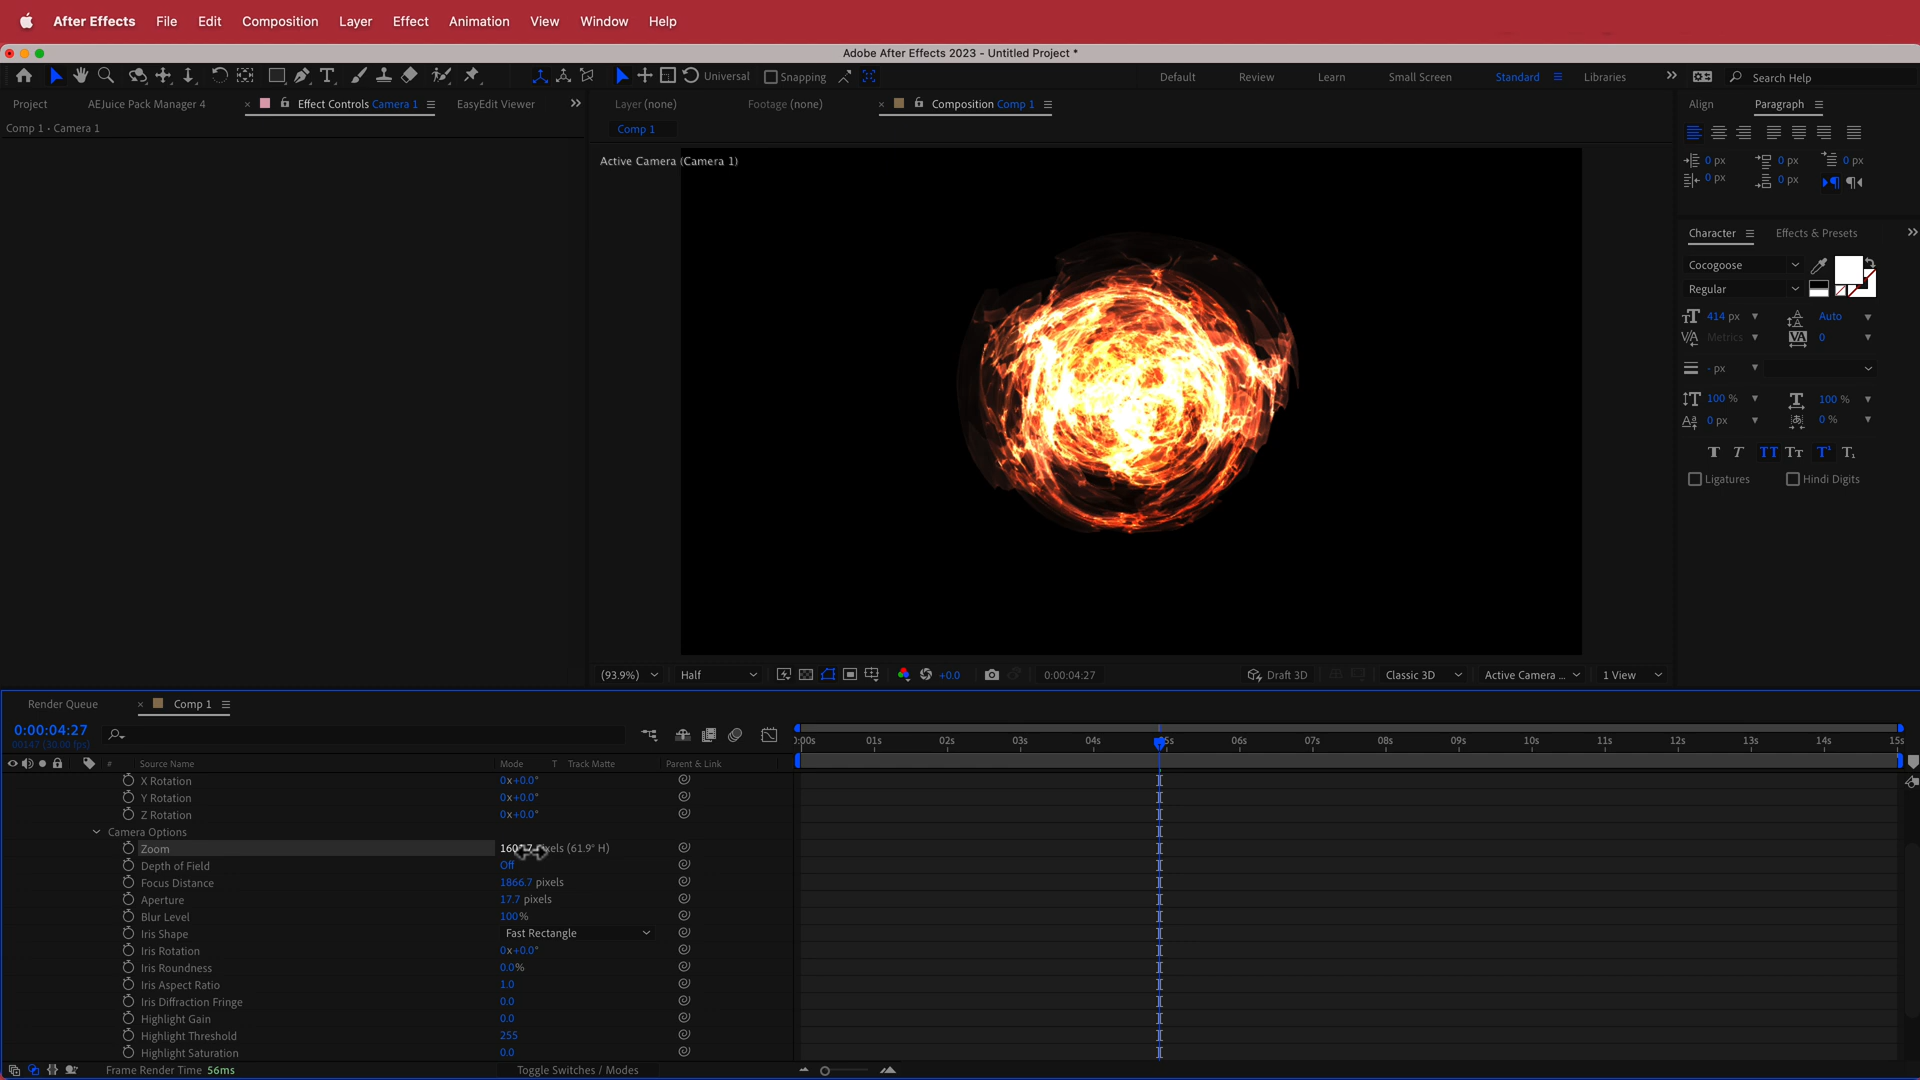 After Effects File Edit Composition Layer Effect Animation View Window Help
Adobe After Effects 2023 - Untitled Project *
Universal Snapping Default Review Learn Small Screen Standard Libraries Search Help
Project AEJuice Pack Manager 4 Effect Controls Camera 1 EasyEdit Viewer Layer (none) Footage (none) Composition Comp 1 Align Paragraph
Comp 1 • Camera 1
Comp 1
Active Camera (Camera 1)
0 px 0 px 0 px
0 px 0 px
Character Effects & Presets
Cocogoose
Regular
414 px Auto
Metrics 0
- px
100 % 100 %
0 px 0 %
Ligatures Hindi Digits
(93.9%) Half +0.0 0:00:04:27 Draft 3D Classic 3D Active Camera ... 1 View
Render Queue Comp 1
0:00:04:27
00147 (30.00 fps)
:00s 01s 02s 03s 04s 5s 06s 07s 08s 09s 10s 11s 12s 13s 14s 15s
# Source Name Mode T Track Matte Parent & Link
X Rotation 0x+0.0°
Y Rotation 0x+0.0°
Z Rotation 0x+0.0°
Camera Options
Zoom (61.9° H)
Depth of Field Off
Focus Distance 1866.7 pixels
Aperture 17.7 pixels
Blur Level 100%
Iris Shape Fast Rectangle
Iris Rotation 0x+0.0°
Iris Roundness 0.0%
Iris Aspect Ratio 1.0
Iris Diffraction Fringe 0.0
Highlight Gain 0.0
Highlight Threshold 255
Highlight Saturation 0.0
Frame Render Time 56ms Toggle Switches / Modes